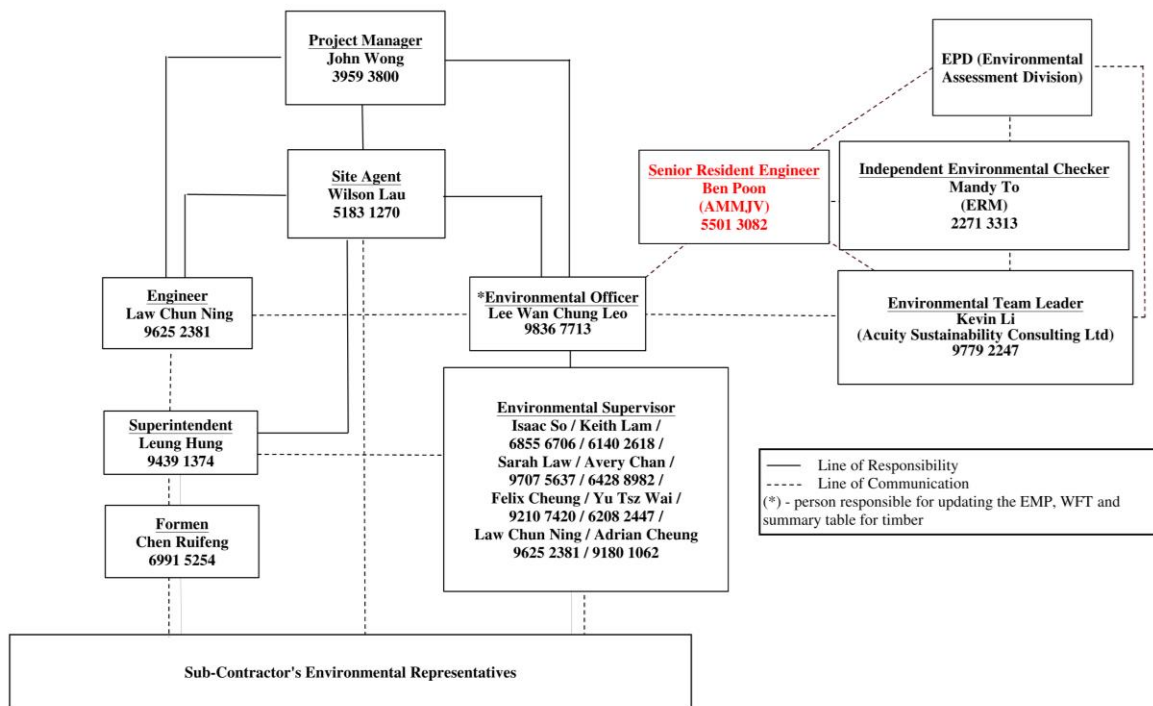 Project Manager
John Wong
3959 3800
EPD (Environmental
Assessment Division)
Site Agent
Wilson Lau
5183 1270
Senior Resident Engineer
Ben Poon
(AMMJV)
5501 3082
Independent Environmental Checker
Mandy To
(ERM)
2271 3313
Engineer
Law Chun Ning
9625 2381
*Environmental Officer
Lee Wan Chung Leo
9836 7713
Environmental Team Leader
Kevin Li
(Acuity Sustainability Consulting Ltd)
9779 2247
Superintendent
Leung Hung
9439 1374
Environmental Supervisor
Isaac So / Keith Lam /
6855 6706 / 6140 2618 /
Sarah Law / Avery Chan /
9707 5637 / 6428 8982 /
Felix Cheung / Yu Tsz Wai /
9210 7420 / 6208 2447 /
Law Chun Ning / Adrian Cheung
9625 2381 / 9180 1062
Line of Responsibility
Line of Communication
(*) - person responsible for updating the EMP, WFT and
summary table for timber
Formen
Chen Ruifeng
6991 5254
Sub-Contractor's Environmental Representatives